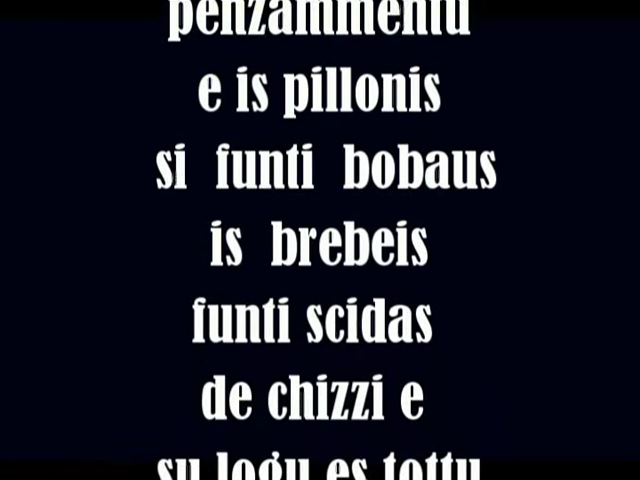 penzammentu
e is pillonis
si funti bobaus
is brebeis
funti scidas
de chizzi e
su logu es tottu